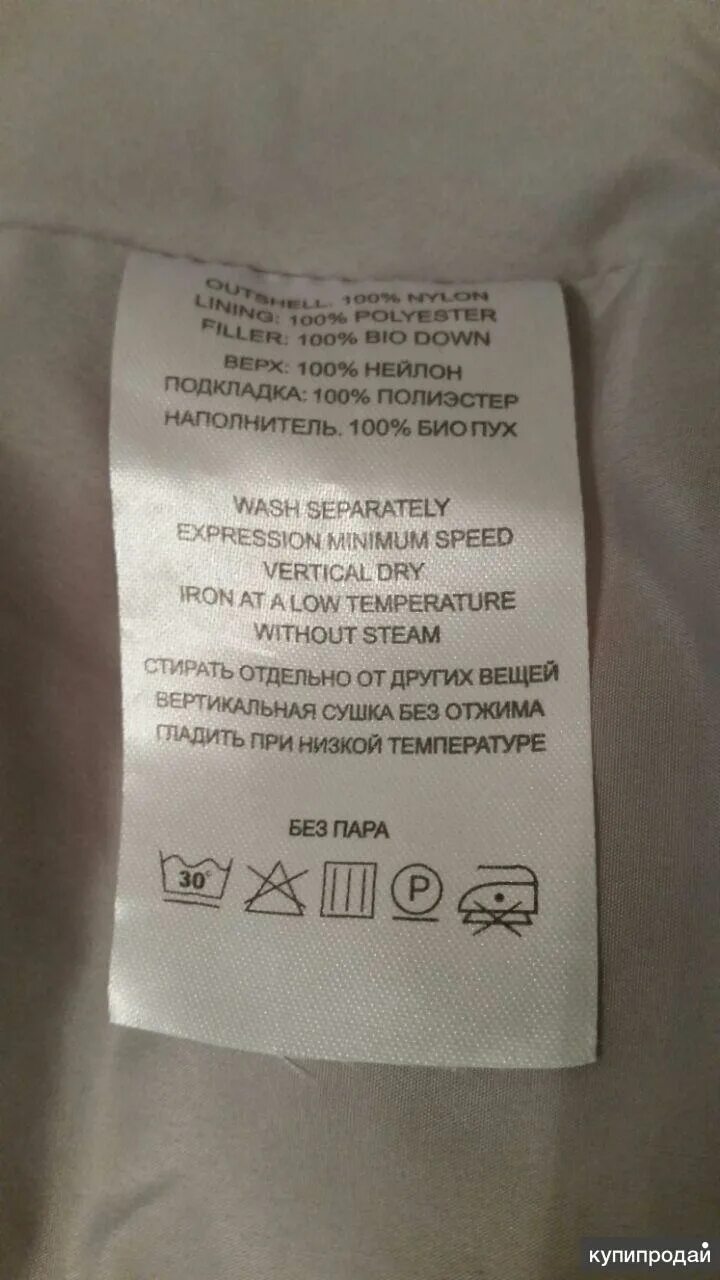 OUTSHELL: 100% NYLON
LINING: 100% POLYESTER
FILLER: 100% BIO DOWN
ВЕРХ: 100% НЕЙЛОН
ПОДКЛАДКА: 100% ПОЛИЭСТЕР
НАПОЛНИТЕЛЬ. 100% БИО ПУХ
WASH SEPARATELY
EXPRESSION MINIMUM SPEED
VERTICAL DRY
IRON AT A LOW TEMPERATURE
WITHOUT STEAM
СТИРАТЬ ОТДЕЛЬНО ОТ ДРУГИХ ВЕЩЕЙ
ВЕРТИКАЛЬНАЯ СУШКА БЕЗ ОТЖИМА
ГЛАДИТЬ ПРИ НИЗКОЙ ТЕМПЕРАТУРЕ
БЕЗ ПАРА
30° P
купипродай